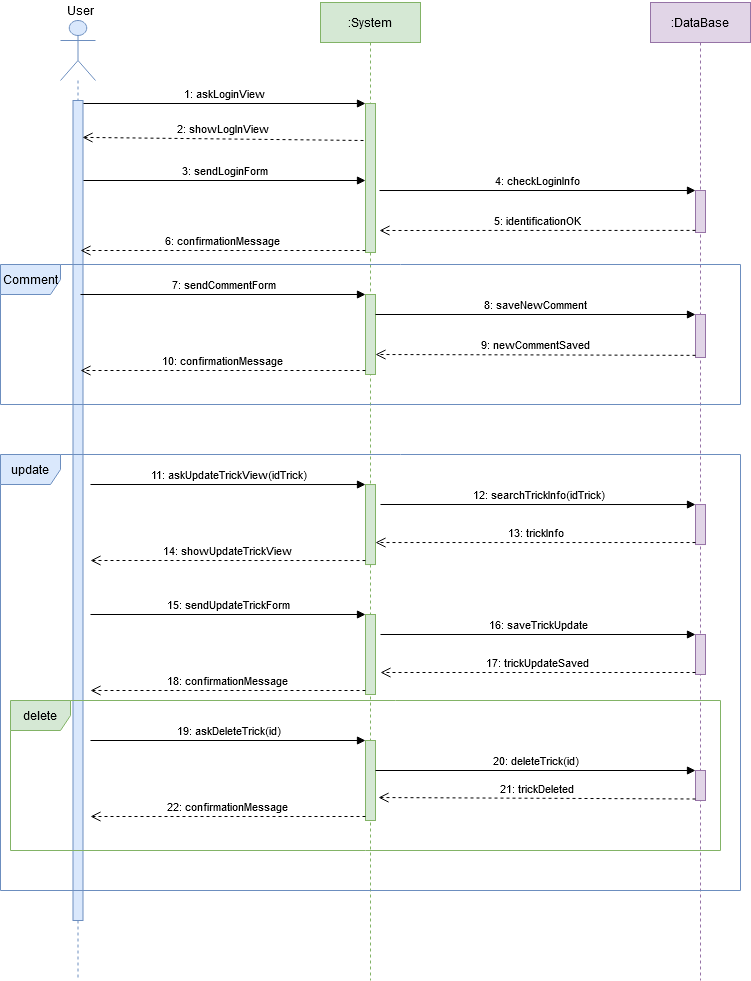 User
:System
:DataBase
1: askLoginView
2: showLogInView
3: sendLoginForm
4: checkLoginInfo
5: identificationOK
6: confirmationMessage
Comment
7: sendCommentForm
8: saveNewComment
9: newCommentSaved
10: confirmationMessage
update
11: askUpdateTrickView(idTrick)
12: searchTrickInfo(idTrick)
13: trickInfo
14: showUpdateTrickView
15: sendUpdateTrickForm
16: saveTrickUpdate
17: trickUpdateSaved
18: confirmationMessage
delete
19: askDeleteTrick(id)
20: deleteTrick(id)
21: trickDeleted
22: confirmationMessage